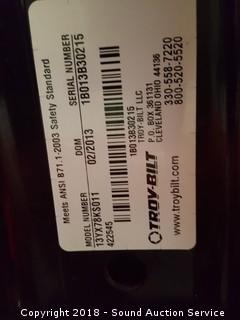 Meets ANSI B71.1-2003 Safety Standard
MODEL NUMBER
13YX78KS011
422545
DOM
02/2013
SERIAL NUMBER
1B013B30215
1B013B30215
TROY-BILT
www.troybilt.com
TROY-BILT LLC
P.O. BOX 361131
CLEVELAND OHIO 44136
330-558-7220
800-520-5520
Copyright 2018 - Sound Auction Service